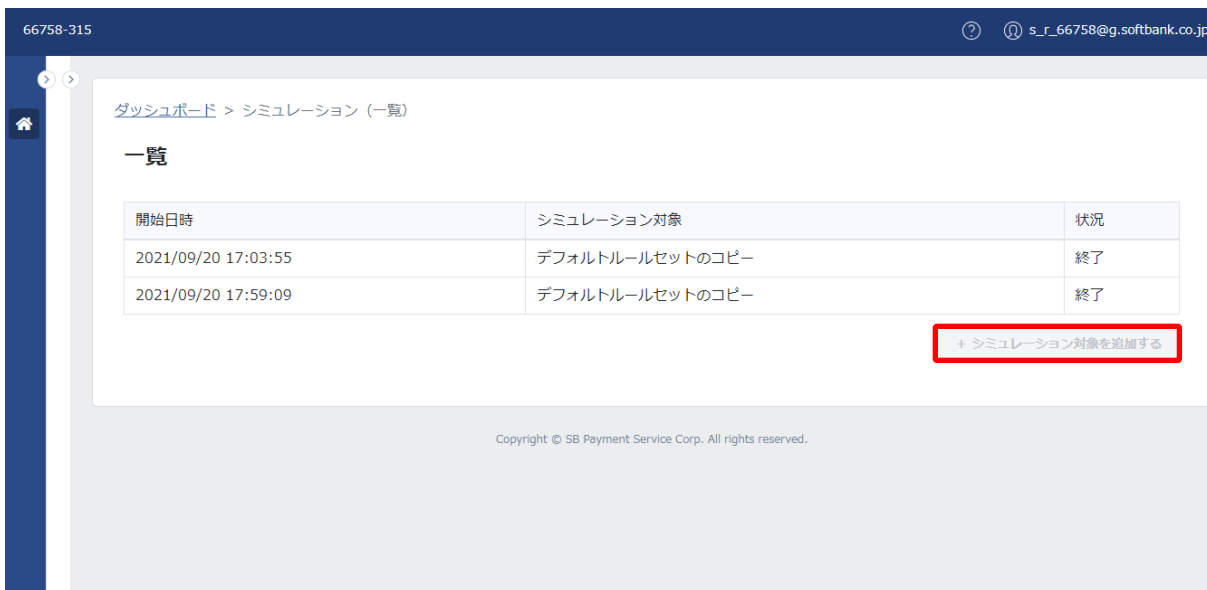 66758-315
s_r_66758@g.softbank.co.jp
ダッシュボード > シミュレーション（一覧）
一覧
開始日時 シミュレーション対象 状況
2021/09/20 17:03:55 デフォルトルールセットのコピー 終了
2021/09/20 17:59:09 デフォルトルールセットのコピー 終了
+ シミュレーション対象を追加する
Copyright © SB Payment Service Corp. All rights reserved.